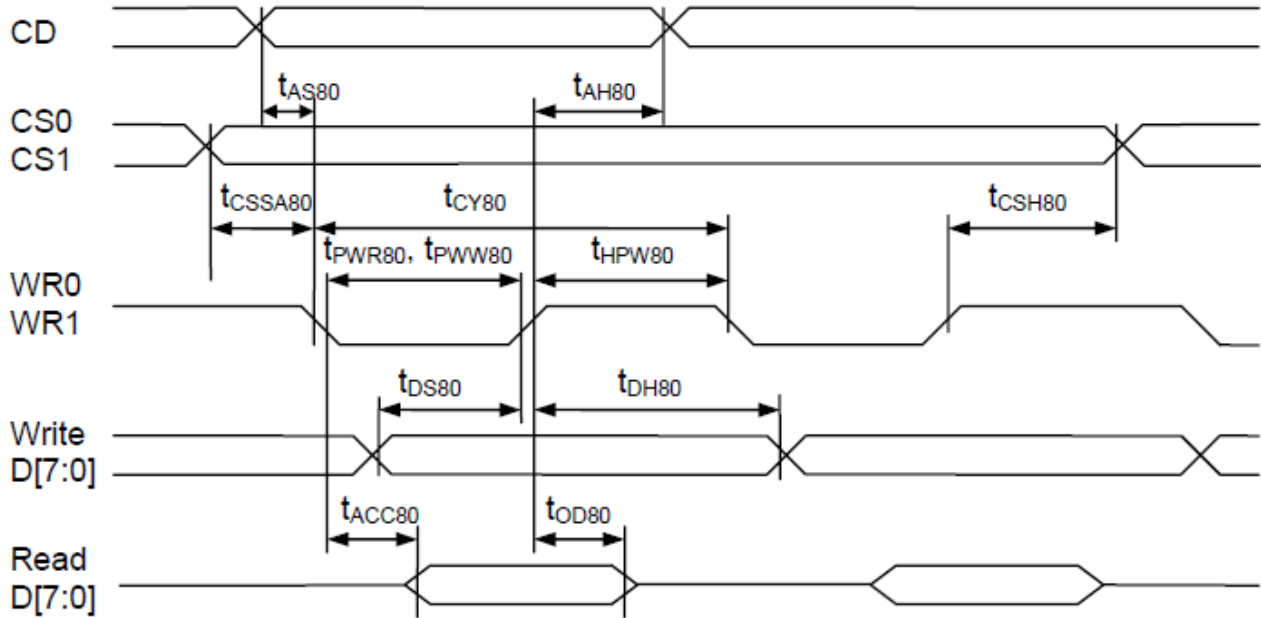 CD
tAS80 tAH80
CS0
CS1
tCSSA80 tCY80 tCSH80
tPWR80, tPWW80 tHPW80
WR0
WR1
tDS80 tDH80
Write
D[7:0]
tACC80 tOD80
Read
D[7:0]